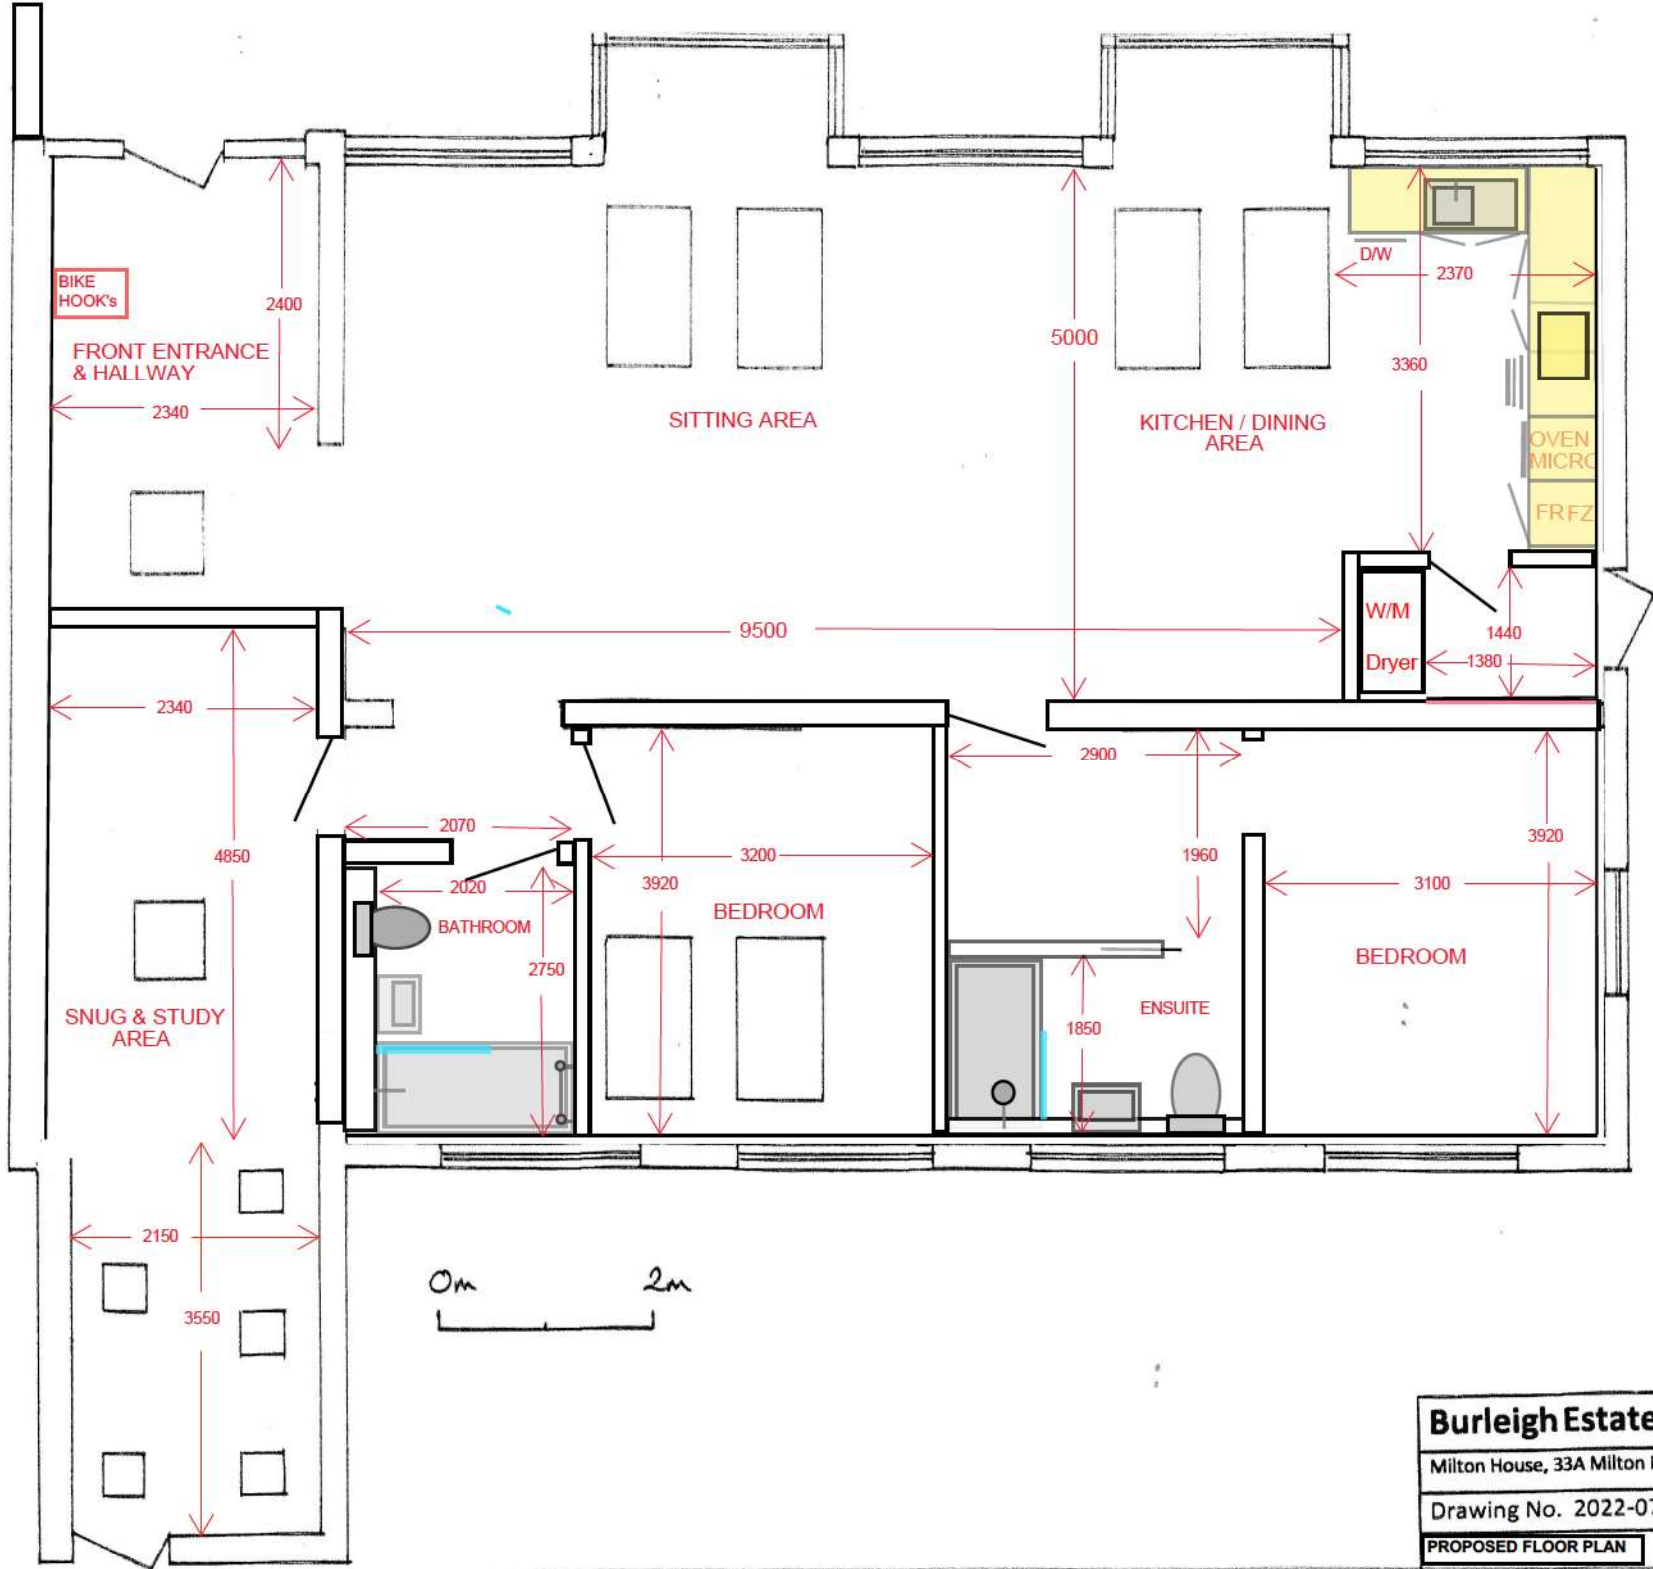 BIKE
HOOK's
2400
FRONT ENTRANCE
& HALLWAY
2340
SITTING AREA
5000
KITCHEN / DINING
AREA
D/W
2370
3360
OVEN
MICRO
FR FZ
9500
W/M
Dryer
1440
1380
2340
4850
SNUG & STUDY
AREA
2070
2020
BATHROOM
2750
3200
3920
BEDROOM
2900
1960
1850
ENSUITE
3100
3920
BEDROOM
2150
3550
0m 2m
Burleigh Estate
Milton House, 33A Milton
Drawing No. 2022-07
PROPOSED FLOOR PLAN